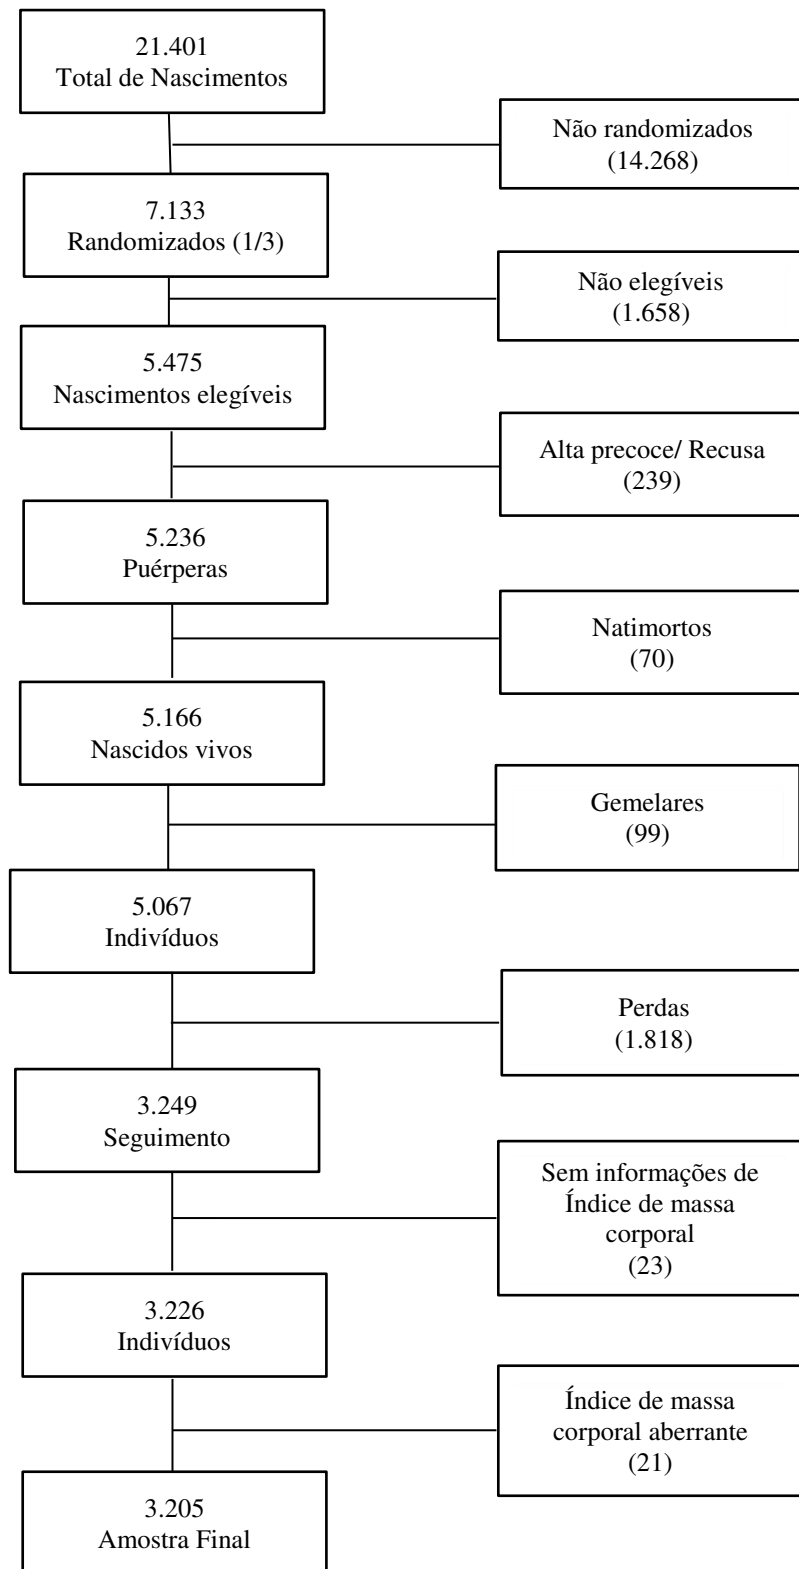 21.401
Total de Nascimentos
Não randomizados
(14.268)
7.133
Randomizados (1/3)
Não elegíveis
(1.658)
5.475
Nascimentos elegíveis
Alta precoce/ Recusa
(239)
5.236
Puérperas
Natimortos
(70)
5.166
Nascidos vivos
Gemelares
(99)
5.067
Indivíduos
Perdas
(1.818)
3.249
Seguimento
Sem informações de
Índice de massa
corporal
(23)
3.226
Indivíduos
Índice de massa
corporal aberrante
(21)
3.205
Amostra Final